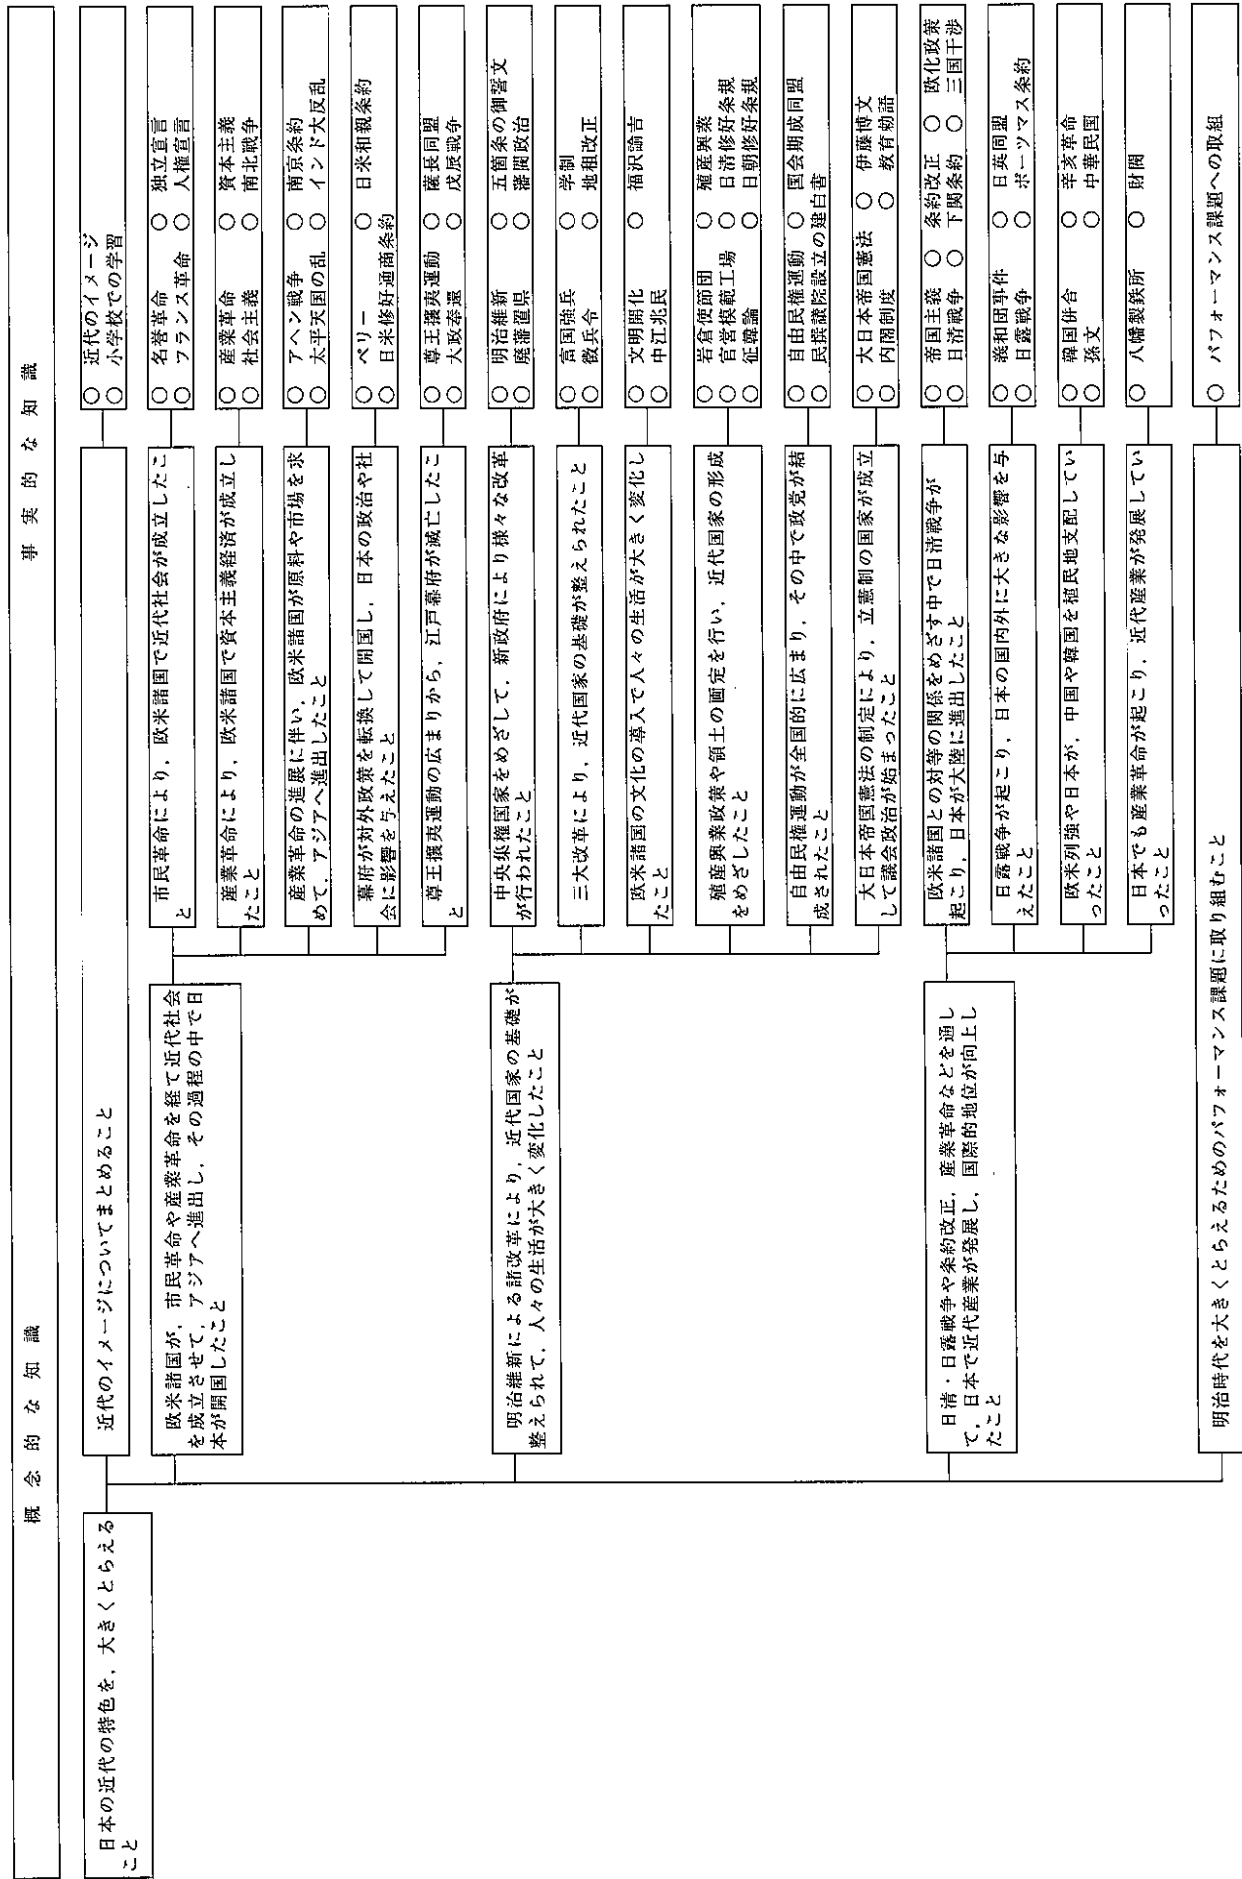 概念的な知識
事実的な知識
日本の近代の特色を，大きくとらえる
こと
近代のイメージについてまとめること
○ 近代のイメージ
○ 小学校での学習
欧米諸国が，市民革命や産業革命を経て近代社会
を成立させて，アジアへ進出し，その過程の中で日
本が開国したこと
市民革命により，欧米諸国で近代社会が成立したこ
と
○ 名誉革命 ○ 独立宣言
○ フランス革命 ○ 人権宣言
産業革命により，欧米諸国で資本主義経済が成立し
たこと
○ 産業革命 ○ 資本主義
○ 社会主義 ○ 南北戦争
産業革命の進展に伴い，欧米諸国が原料や市場を求
めて，アジアへ進出したこと
○ アヘン戦争 ○ 南京条約
○ 太平天国の乱 ○ インド大反乱
幕府が対外政策を転換して開国し，日本の政治や社
会に影響を与えたこと
○ ペリー ○ 日米和親条約
○ 日米修好通商条約
尊王攘夷運動の広まりから，江戸幕府が滅亡したこ
と
○ 尊王攘夷運動 ○ 薩長同盟
○ 大政奉還 ○ 戊辰戦争
明治維新による諸改革により，近代国家の基礎が
整えられて，人々の生活が大きく変化したこと
中央集権国家をめざして，新政府により様々な改革
が行われたこと
○ 明治維新 ○ 五箇条の御誓文
○ 廃藩置県 ○ 藩閥政治
三大改革により，近代国家の基礎が整えられたこと
○ 富国強兵 ○ 学制
○ 徴兵令 ○ 地租改正
欧米諸国の文化の導入で人々の生活が大きく変化し
たこと
○ 文明開化 ○ 福沢諭吉
○ 中江兆民
殖産興業政策や領土の画定を行い，近代国家の形成
をめざしたこと
○ 岩倉使節団 ○ 殖産興業
○ 官営模範工場 ○ 日清修好条規
○ 征韓論 ○ 日朝修好条規
自由民権運動が全国的に広まり，その中で政党が結
成されたこと
○ 自由民権運動 ○ 国会期成同盟
○ 民撰議院設立の建白書
大日本帝国憲法の制定により，立憲制の国家が成立
して議会政治が始まったこと
○ 大日本帝国憲法 ○ 伊藤博文
○ 内閣制度 ○ 教育勅語
日清・日露戦争や条約改正，産業革命などを通し
て，日本で近代産業が発展し，国際的地位が向上し
たこと
欧米諸国との対等の関係をめざす中で日清戦争が
起こり，日本が大陸に進出したこと
○ 帝国主義 ○ 条約改正 ○ 欧化政策
○ 日清戦争 ○ 下関条約 ○ 三国干渉
日露戦争が起こり，日本の国内外に大きな影響を与
えたこと
○ 義和団事件 ○ 日英同盟
○ 日露戦争 ○ ポーツマス条約
欧米列強や日本が，中国や韓国を植民地支配してい
ったこと
○ 韓国併合 ○ 辛亥革命
○ 孫文 ○ 中華民国
日本でも産業革命が起こり，近代産業が発展してい
ったこと
○ 八幡製鉄所 ○ 財閥
明治時代を大きくとらえるためのパフォーマンス課題に取り組むこと
○ パフォーマンス課題への取組